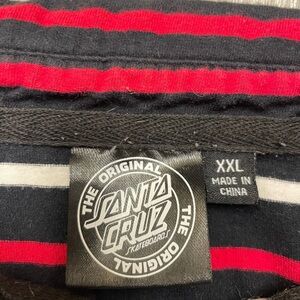 THE ORIGINAL
SANTA
CRUZ
SKATEBOARDS
THE ORIGINAL
XXL
MADE IN
CHINA